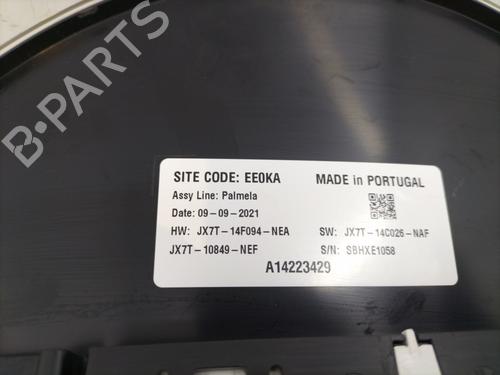 SITE CODE: EE0KA MADE in PORTUGAL
Assy Line: Palmela
Date: 09-09-2021
HW: JX7T-14F094-NEA SW: JX7T-14C026-NAF
JX7T-10849-NEF S/N: SBHXE1058
A14223429
B-PARTS